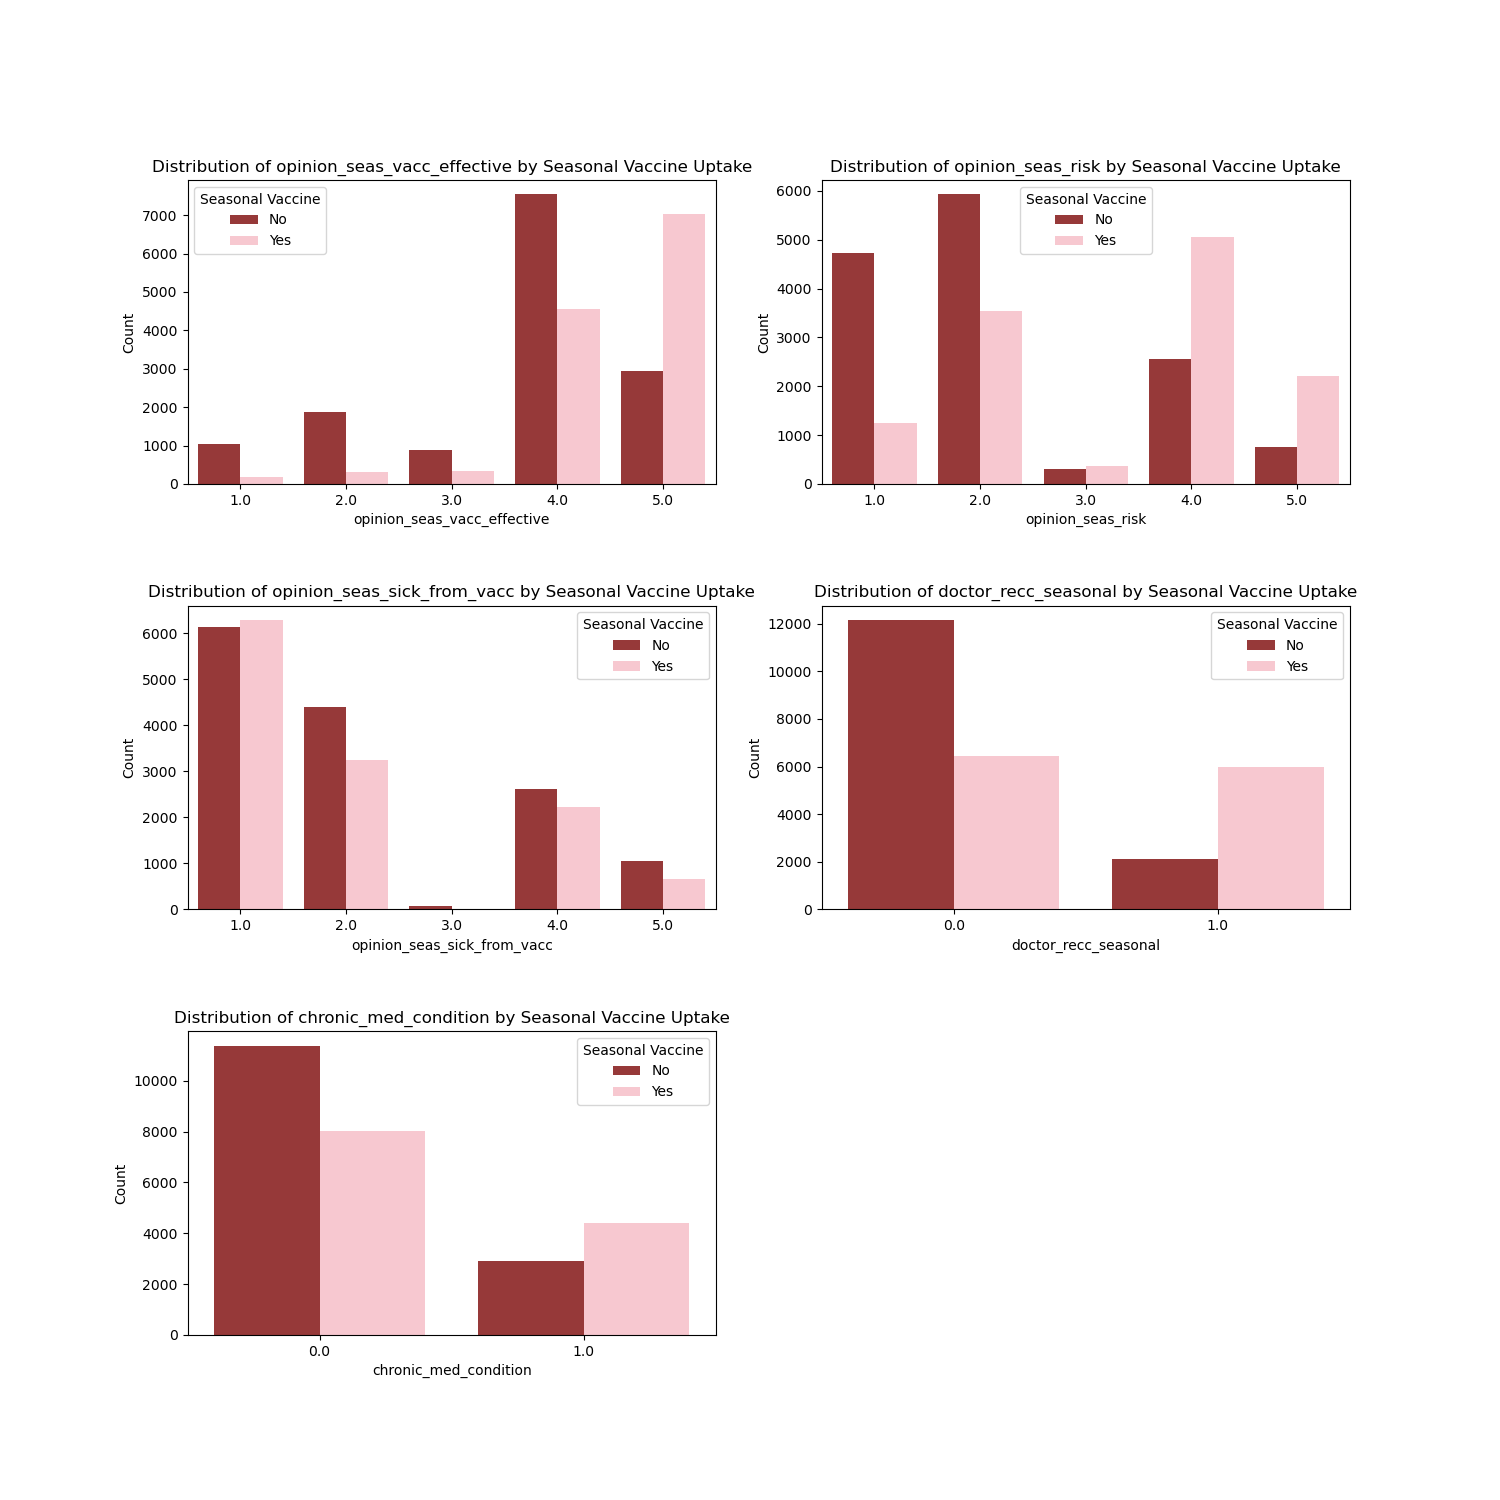 Distribution of opinion_seas_vacc_effective by Seasonal Vaccine Uptake
Seasonal Vaccine
No
Yes
Count
7000
6000
5000
4000
3000
2000
1000
0
1.0 2.0 3.0 4.0 5.0
opinion_seas_vacc_effective
Distribution of opinion_seas_risk by Seasonal Vaccine Uptake
Seasonal Vaccine
No
Yes
Count
6000
5000
4000
3000
2000
1000
0
1.0 2.0 3.0 4.0 5.0
opinion_seas_risk
Distribution of opinion_seas_sick_from_vacc by Seasonal Vaccine Uptake
Seasonal Vaccine
No
Yes
Count
6000
5000
4000
3000
2000
1000
0
1.0 2.0 3.0 4.0 5.0
opinion_seas_sick_from_vacc
Distribution of doctor_recc_seasonal by Seasonal Vaccine Uptake
Seasonal Vaccine
No
Yes
Count
12000
10000
8000
6000
4000
2000
0
0.0 1.0
doctor_recc_seasonal
Distribution of chronic_med_condition by Seasonal Vaccine Uptake
Seasonal Vaccine
No
Yes
Count
10000
8000
6000
4000
2000
0
0.0 1.0
chronic_med_condition